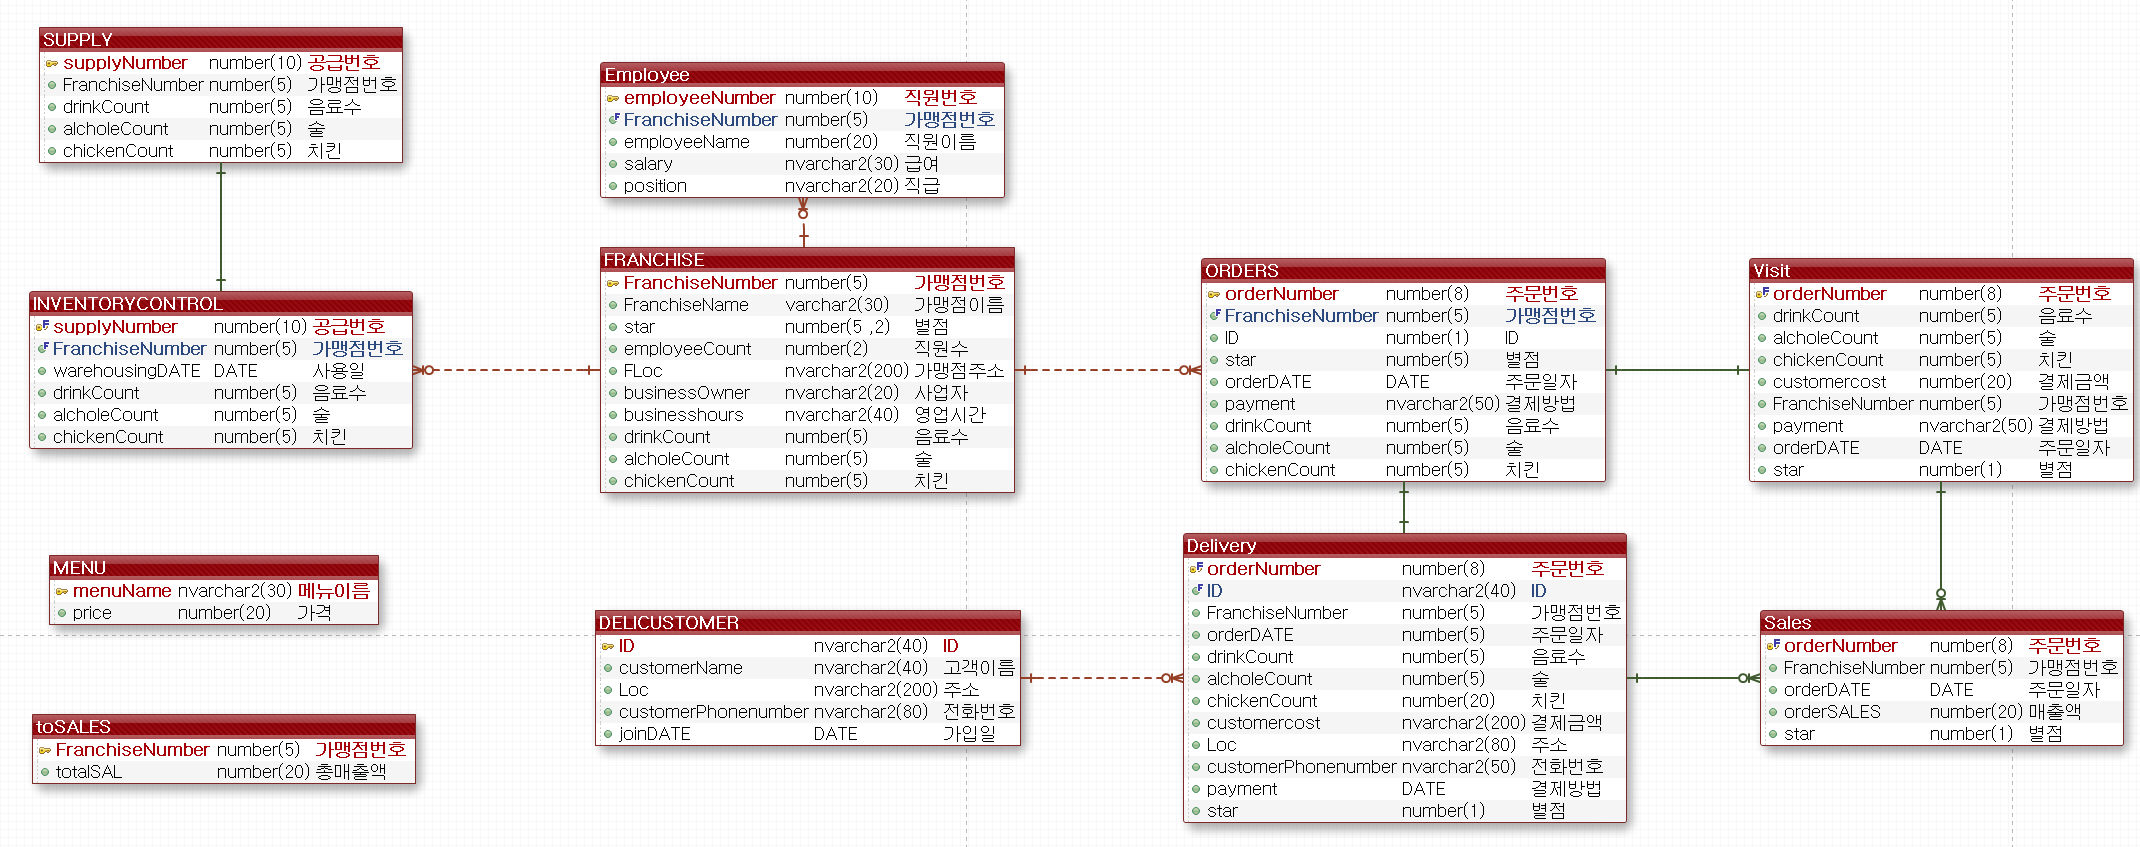 SUPPLY
supplyNumber number(10) 공급번호
FranchiseNumber number(5) 가맹점번호
drinkCount number(5) 음료수
alcholeCount number(5) 술
chickenCount number(5) 치킨
Employee
employeeNumber number(10) 직원번호
FranchiseNumber number(5) 가맹점번호
employeeName number(20) 직원이름
salary nvarchar2(30) 급여
position nvarchar2(20) 직급
INVENTORYCONTROL
supplyNumber number(10) 공급번호
FranchiseNumber number(5) 가맹점번호
warehousingDATE DATE 사용일
drinkCount number(5) 음료수
alcholeCount number(5) 술
chickenCount number(5) 치킨
FRANCHISE
FranchiseNumber number(5) 가맹점번호
FranchiseName varchar2(30) 가맹점이름
star number(5 ,2) 별점
employeeCount number(2) 직원수
FLoc nvarchar2(200) 가맹점주소
businessOwner nvarchar2(20) 사업자
businesshours nvarchar2(40) 영업시간
drinkCount number(5) 음료수
alcholeCount number(5) 술
chickenCount number(5) 치킨
ORDERS
orderNumber number(8) 주문번호
FranchiseNumber number(5) 가맹점번호
ID number(1) ID
star number(5) 별점
orderDATE DATE 주문일자
payment nvarchar2(50) 결제방법
drinkCount number(5) 음료수
alcholeCount number(5) 술
chickenCount number(5) 치킨
Visit
orderNumber number(8) 주문번호
drinkCount number(5) 음료수
alcholeCount number(5) 술
chickenCount number(5) 치킨
customercost number(20) 결제금액
FranchiseNumber number(5) 가맹점번호
payment nvarchar2(50) 결제방법
orderDATE DATE 주문일자
star number(1) 별점
MENU
menuName nvarchar2(30) 메뉴이름
price number(20) 가격
toSALES
FranchiseNumber number(5) 가맹점번호
totalSAL number(20) 총매출액
DELICUSTOMER
ID nvarchar2(40) ID
customerName nvarchar2(40) 고객이름
Loc nvarchar2(200) 주소
customerPhonenumber nvarchar2(80) 전화번호
joinDATE DATE 가입일
Delivery
orderNumber number(8) 주문번호
ID nvarchar2(40) ID
FranchiseNumber number(5) 가맹점번호
orderDATE number(5) 주문일자
drinkCount number(5) 음료수
alcholeCount number(5) 술
chickenCount number(20) 치킨
customercost nvarchar2(200) 결제금액
Loc nvarchar2(80) 주소
customerPhonenumber nvarchar2(50) 전화번호
payment DATE 결제방법
star number(1) 별점
Sales
orderNumber number(8) 주문번호
FranchiseNumber number(5) 가맹점번호
orderDATE DATE 주문일자
orderSALES number(20) 매출액
star number(1) 별점